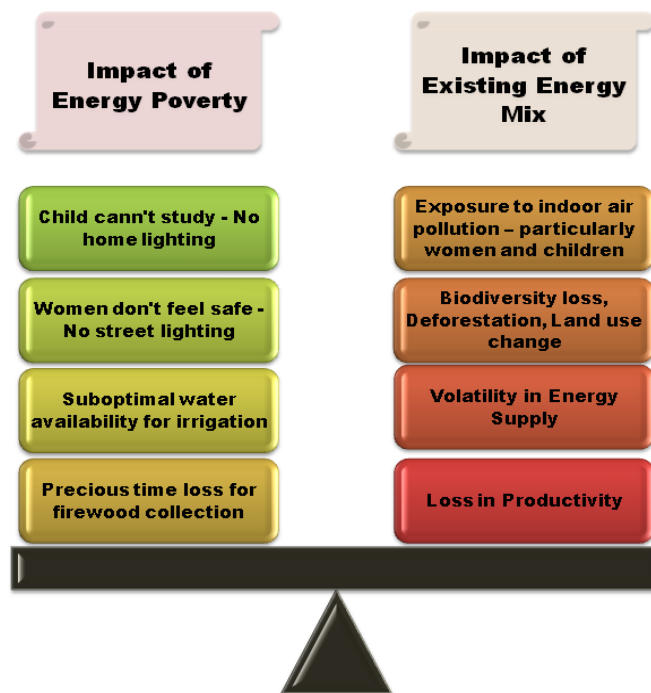 Impact of
Energy Poverty
Child cann't study - No
home lighting
Women don't feel safe -
No street lighting
Suboptimal water
availability for irrigation
Precious time loss for
firewood collection
Impact of
Existing Energy
Mix
Exposure to indoor air
pollution – particularly
women and children
Biodiversity loss,
Deforestation, Land use
change
Volatility in Energy
Supply
Loss in Productivity